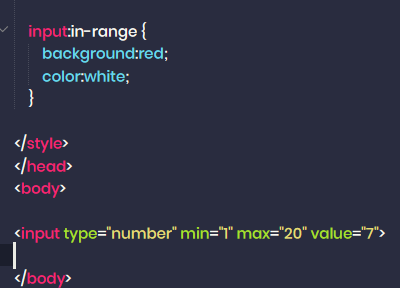 input:in-range {
background:red;
color:white;
}
</style>
</head>
<body>
<input type="number" min="1" max="20" value="7">
</body>